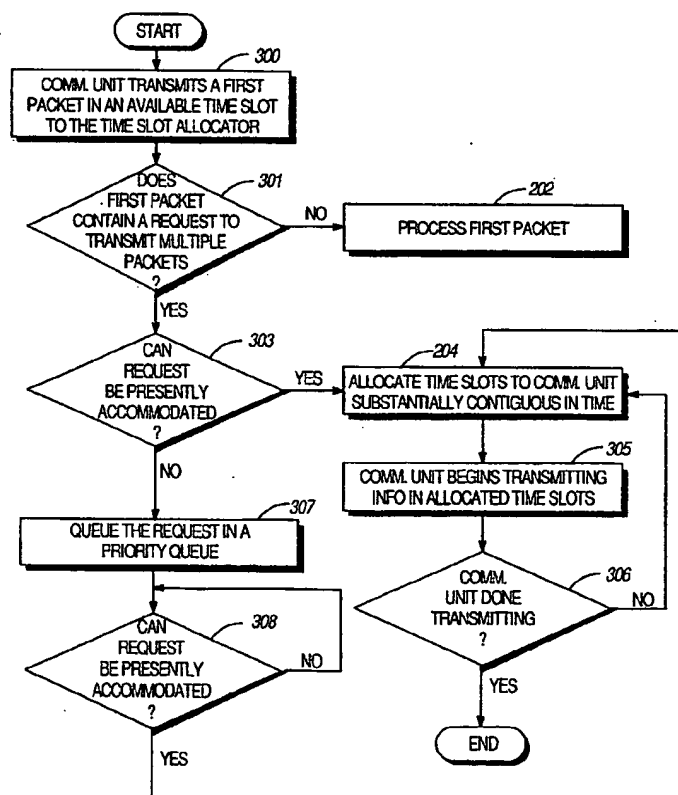 START
300
COMM. UNIT TRANSMITS A FIRST
PACKET IN AN AVAILABLE TIME SLOT
TO THE TIME SLOT ALLOCATOR
DOES
FIRST PACKET
CONTAIN A REQUEST TO
TRANSMIT MULTIPLE
PACKETS
?
301
NO
202
PROCESS FIRST PACKET
YES
CAN
REQUEST
BE PRESENTLY
ACCOMMODATED
?
303
YES
204
ALLOCATE TIME SLOTS TO COMM. UNIT
SUBSTANTIALLY CONTIGUOUS IN TIME
NO
305
COMM. UNIT BEGINS TRANSMITTING
INFO IN ALLOCATED TIME SLOTS
307
QUEUE THE REQUEST IN A
PRIORITY QUEUE
COMM.
UNIT DONE
TRANSMITTING
?
306
NO
CAN
REQUEST
BE PRESENTLY
ACCOMMODATED
?
308
NO
YES
YES
END